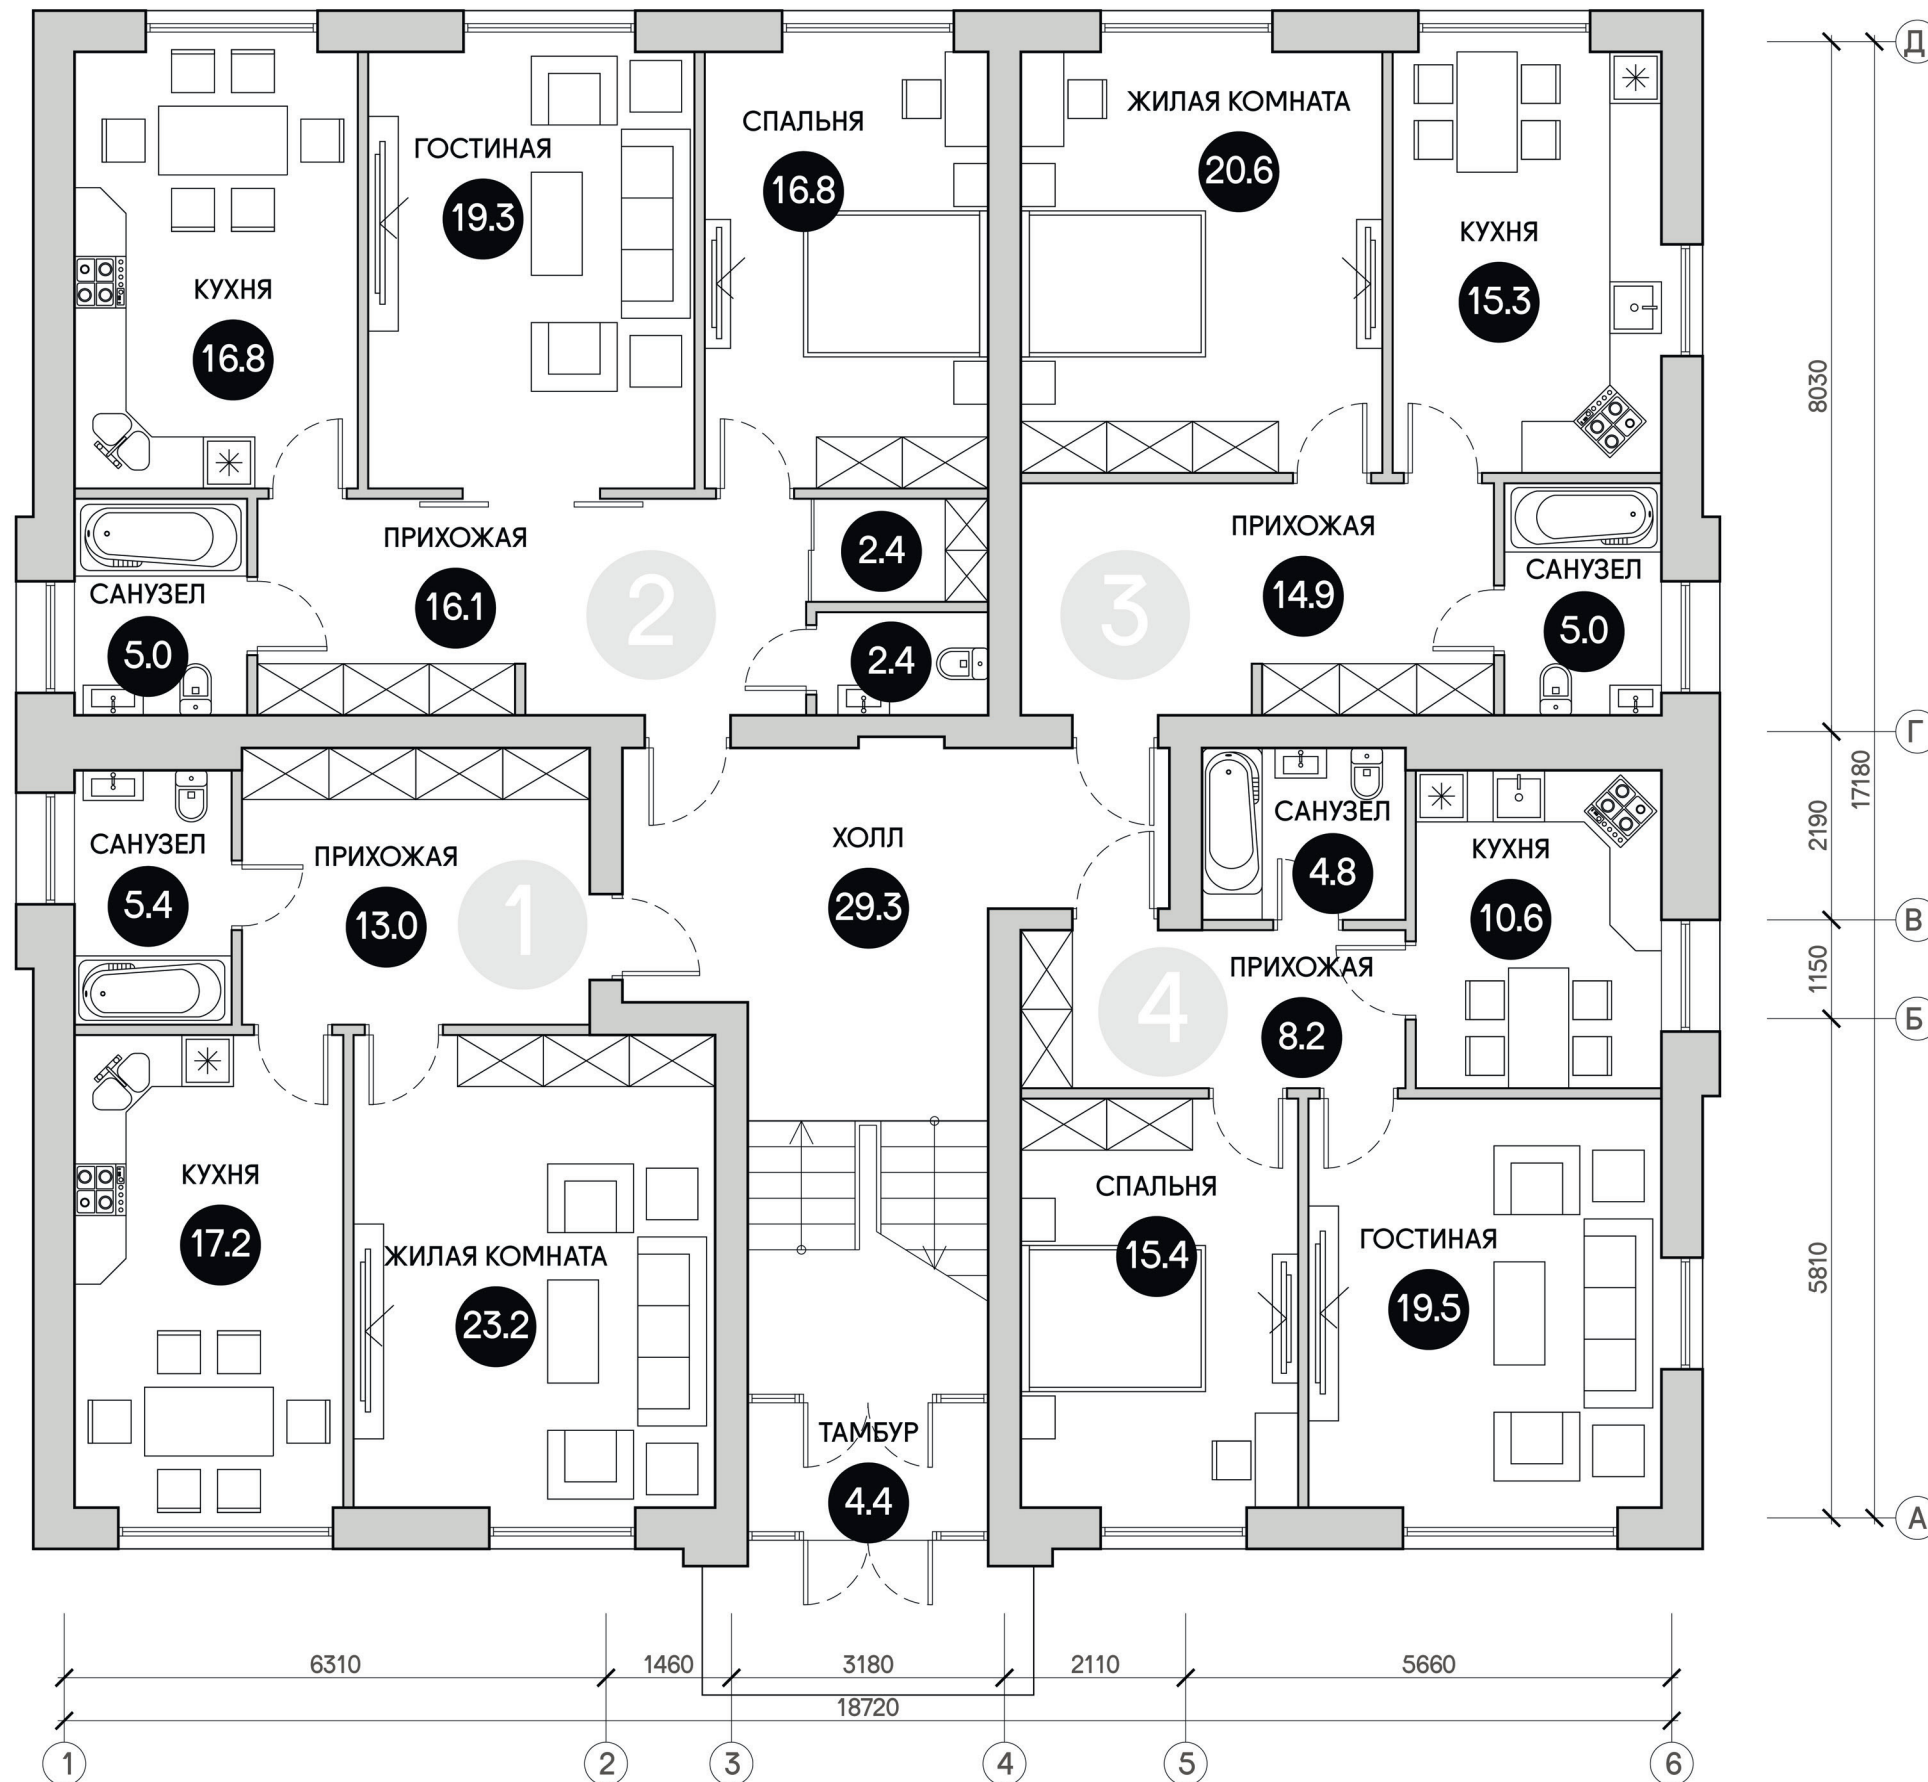 Д
ЖИЛАЯ КОМНАТА
20.6
СПАЛЬНЯ
16.8
ГОСТИНАЯ
19.3
КУХНЯ
15.3
КУХНЯ
16.8
8030
ПРИХОЖАЯ
16.1
2
2.4
2.4
САНУЗЕЛ
5.0
3
ПРИХОЖАЯ
14.9
САНУЗЕЛ
5.0
Г
17180
2190
САНУЗЕЛ
5.4
ПРИХОЖАЯ
13.0
1
ХОЛЛ
29.3
САНУЗЕЛ
4.8
КУХНЯ
10.6
В
1150
4
ПРИХОЖАЯ
8.2
Б
КУХНЯ
17.2
ЖИЛАЯ КОМНАТА
23.2
СПАЛЬНЯ
15.4
ГОСТИНАЯ
19.5
5810
ТАМБУР
4.4
А
6310
1460
3180
2110
5660
18720
1
2
3
4
5
6